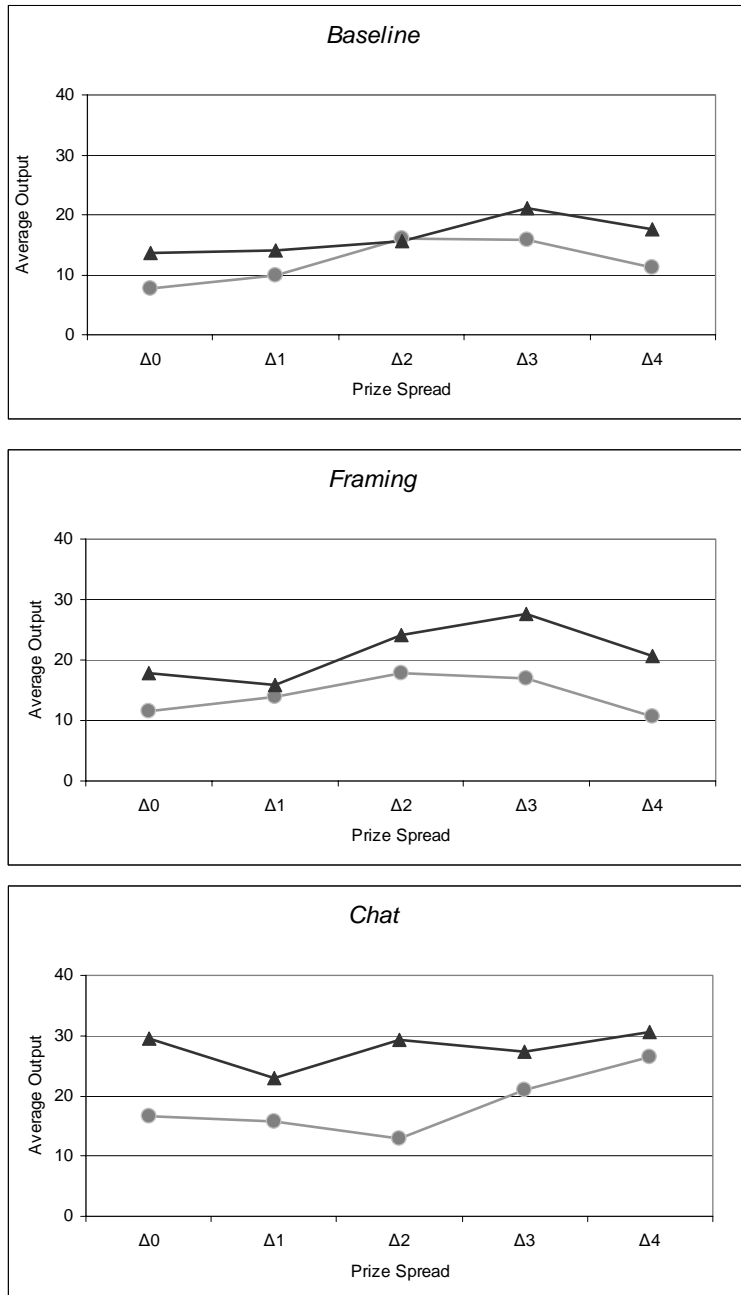 Baseline
40
30
20
10
0
Average Output
Δ0 Δ1 Δ2 Δ3 Δ4
Prize Spread
Framing
40
30
20
10
0
Average Output
Δ0 Δ1 Δ2 Δ3 Δ4
Prize Spread
Chat
40
30
20
10
0
Average Output
Δ0 Δ1 Δ2 Δ3 Δ4
Prize Spread